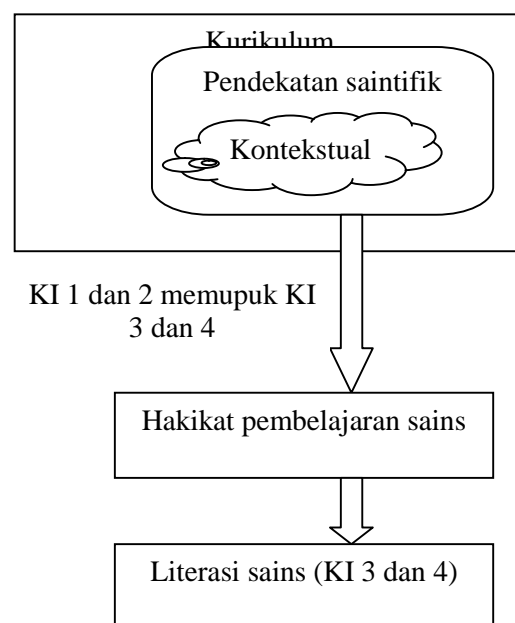 Kurikulum
Pendekatan saintifik
Kontekstual
KI 1 dan 2 memupuk KI
3 dan 4
Hakikat pembelajaran sains
Literasi sains (KI 3 dan 4)